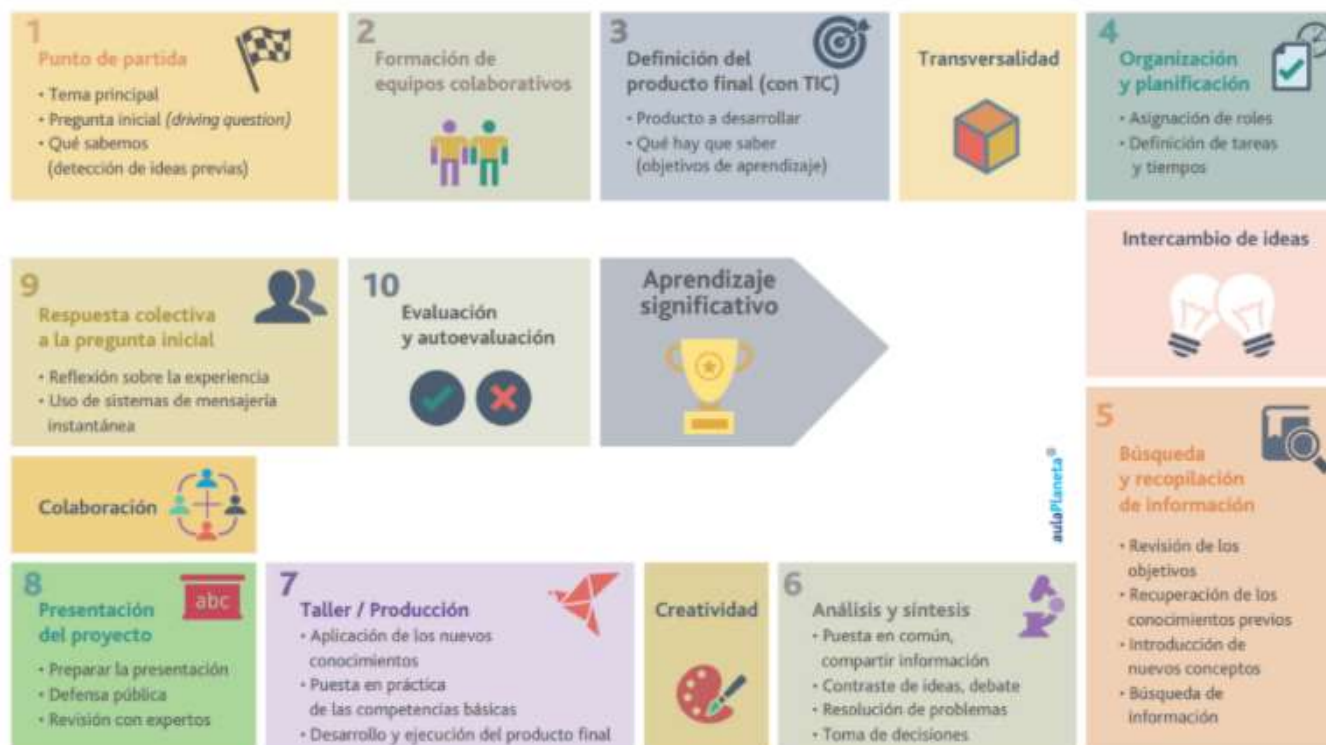 1
Punto de partida
• Tema principal
• Pregunta inicial (driving question)
• Qué sabemos
(detección de ideas previas)
2
Formación de
equipos colaborativos
3
Definición del
producto final (con TIC)
• Producto a desarrollar
• Qué hay que saber
(objetivos de aprendizaje)
Transversalidad
4
Organización
y planificación
• Asignación de roles
• Definición de tareas
y tiempos
Intercambio de ideas
5
Búsqueda
y recopilación
de información
• Revisión de los
objetivos
• Recuperación de los
conocimientos previos
• Introducción de
nuevos conceptos
• Búsqueda de
información
6
Análisis y síntesis
• Puesta en común,
compartir información
• Contraste de ideas, debate
• Resolución de problemas
• Toma de decisiones
Creatividad
7
Taller / Producción
• Aplicación de los nuevos
conocimientos
• Puesta en práctica
de las competencias básicas
• Desarrollo y ejecución del producto final
8
abc
Presentación
del proyecto
• Preparar la presentación
• Defensa pública
• Revisión con expertos
Colaboración
9
Respuesta colectiva
a la pregunta inicial
• Reflexión sobre la experiencia
• Uso de sistemas de mensajería
instantánea
10
Evaluación
y autoevaluación
Aprendizaje
significativo
aulaPlaneta